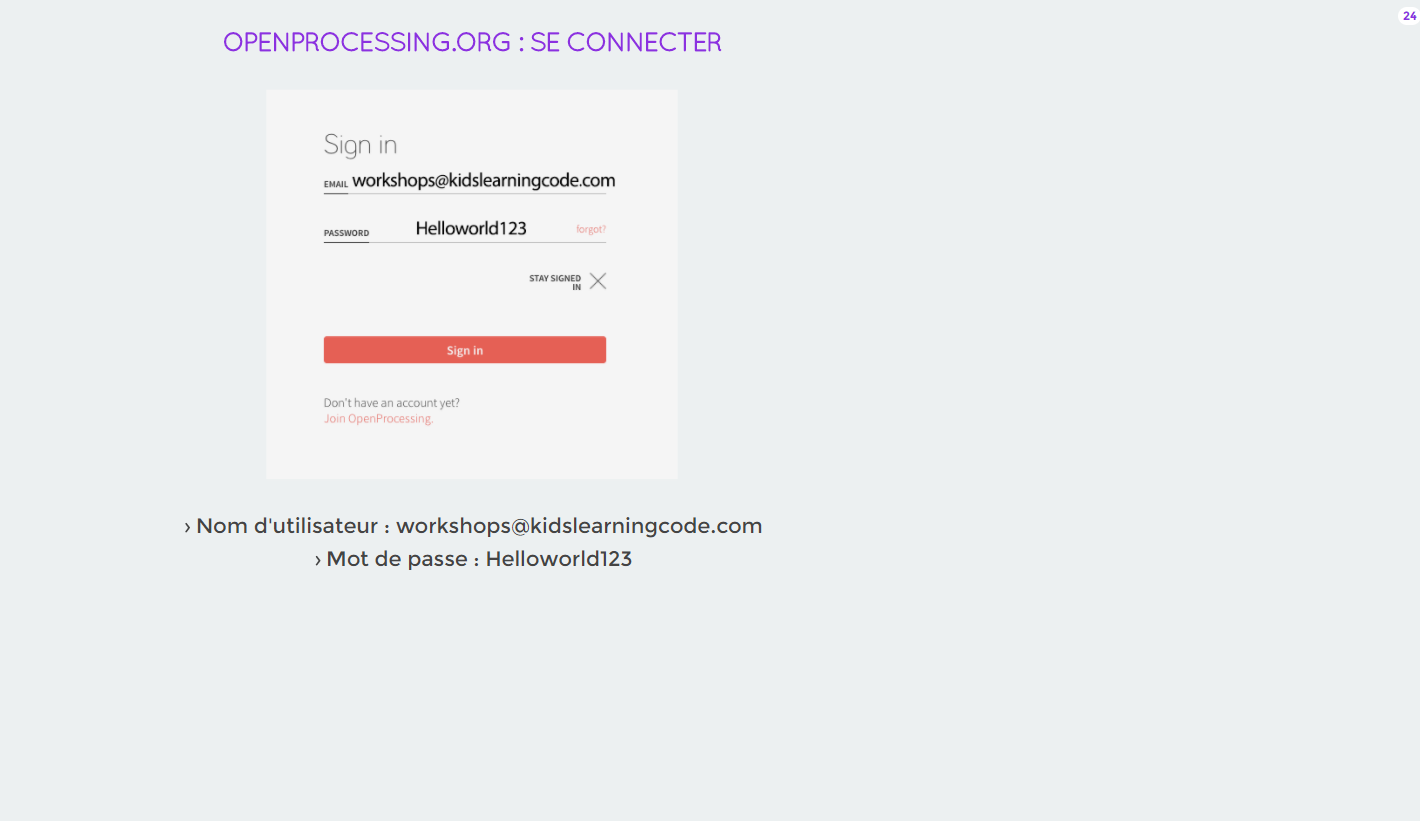 24
OPENPROCESSING.ORG : SE CONNECTER
Sign in
EMAIL workshops@kidslearningcode.com
PASSWORD Helloworld123 forgot?
STAY SIGNED
IN
Sign in
Don't have an account yet?
Join OpenProcessing.
› Nom d'utilisateur : workshops@kidslearningcode.com
› Mot de passe : Helloworld123